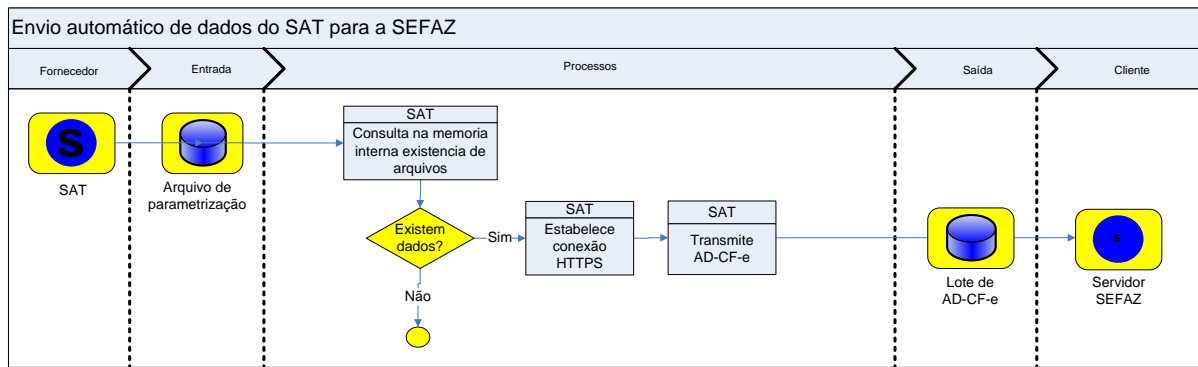 Envio automático de dados do SAT para a SEFAZ
Fornecedor
Entrada
Processos
Saída
Cliente
S
SAT
Arquivo de
parametrização
SAT
Consulta na memoria
interna existencia de
arquivos
Existem
dados?
Sim
Não
SAT
Estabelece
conexão
HTTPS
SAT
Transmite
AD-CF-e
Lote de
AD-CF-e
s
Servidor
SEFAZ